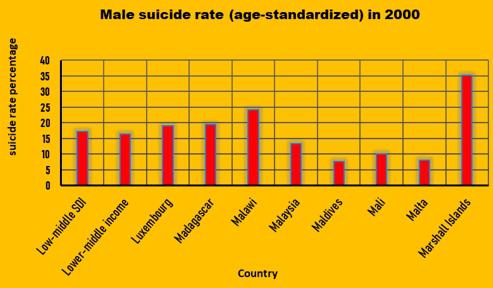 Male suicide rate (age-standardized) in 2000
suicide rate percentage
40
35
30
25
20
15
10
5
0
Low-middle SDI
Lower-middle income
Luxembourg
Madagascar
Malawi
Malaysia
Maldives
Mali
Malta
Marshall Islands
Country